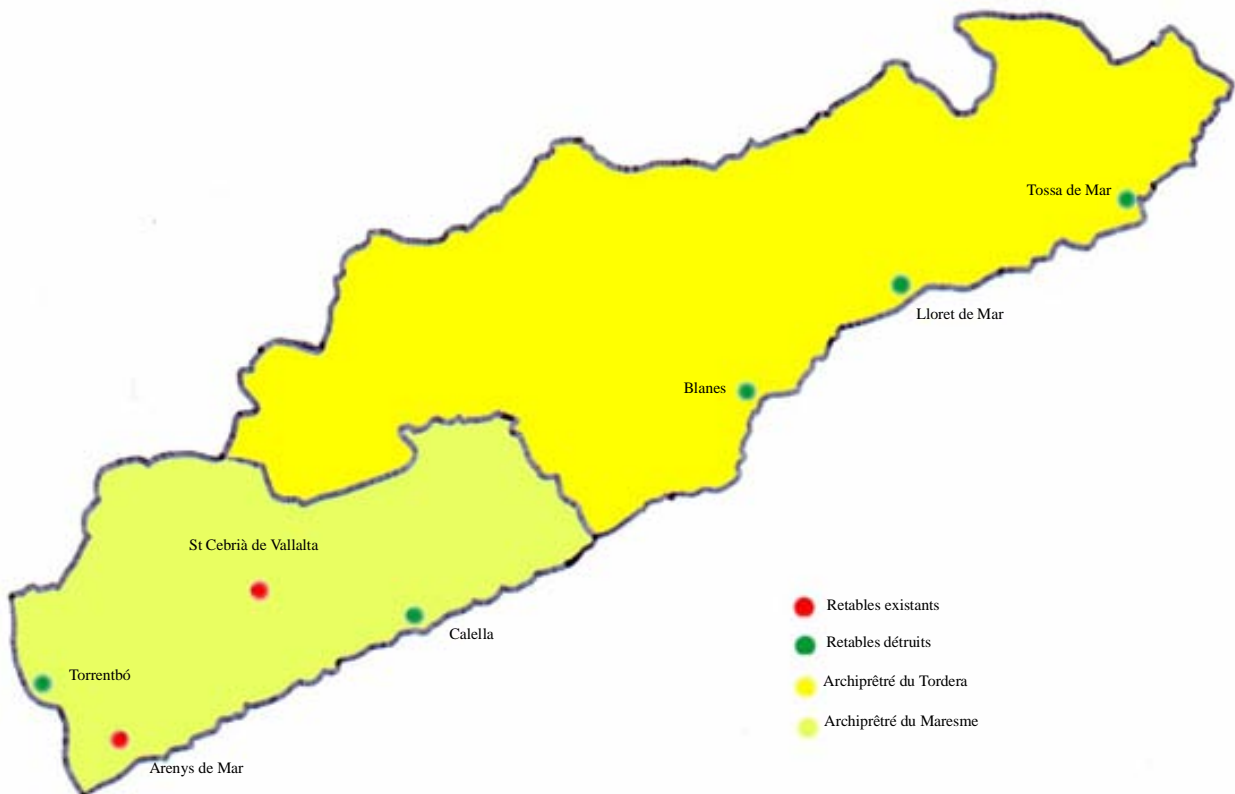 Tossa de Mar
Lloret de Mar
Blanes
St Cebrià de Vallalta
Calella
Torrentbó
Arenys de Mar
Retables existants
Retables détruits
Archiprêtré du Tordera
Archiprêtré du Maresme